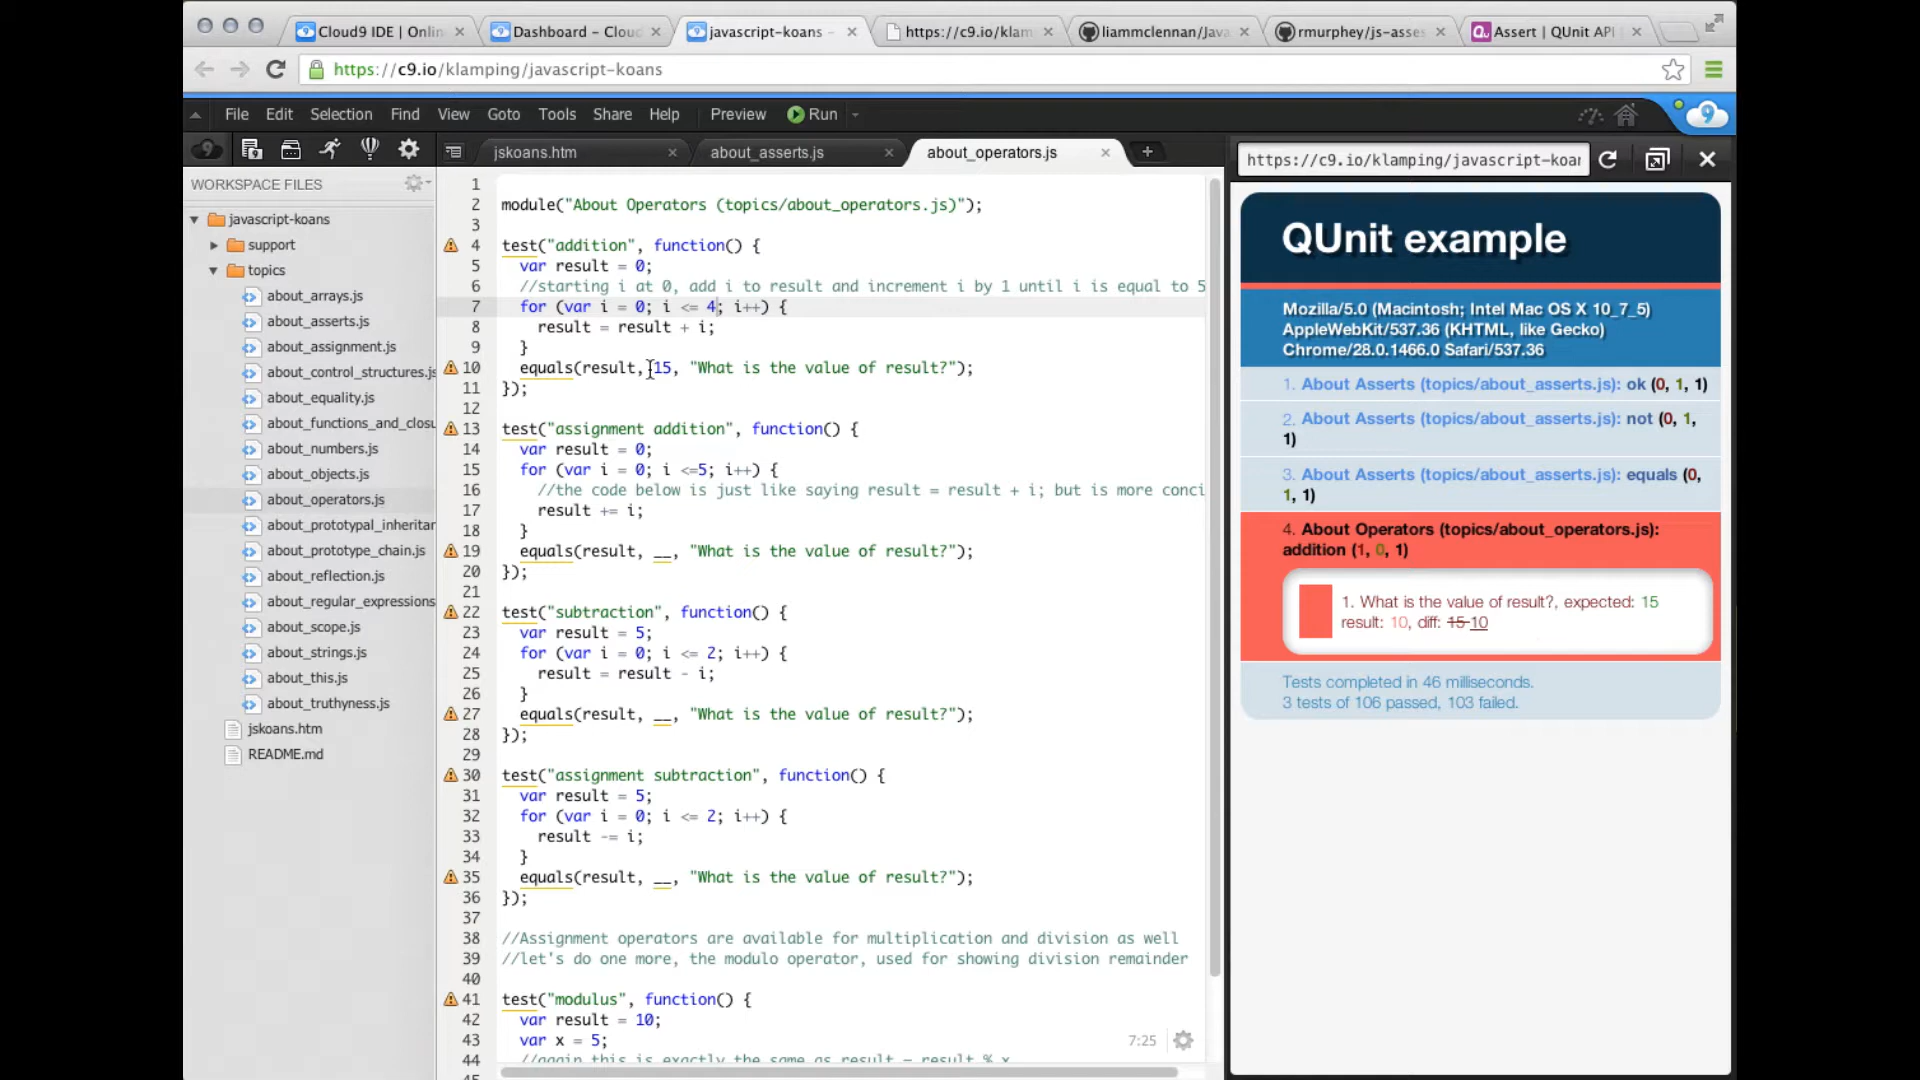 Cloud9 IDE | Onlin
Dashboard - Cloud
javascript-koans -
https://c9.io/klam
liammclennan/Java
rmurphey/js-asse
Assert | QUnit API
https://c9.io/klamping/javascript-koans
File Edit Selection Find View Goto Tools Share Help Preview Run
jskoans.htm
about_asserts.js
about_operators.js
https://c9.io/klamping/javascript-koan
WORKSPACE FILES
javascript-koans
support
topics
about_arrays.js
about_asserts.js
about_assignment.js
about_control_structures.js
about_equality.js
about_functions_and_closu
about_numbers.js
about_objects.js
about_operators.js
about_prototypal_inheritar
about_prototype_chain.js
about_reflection.js
about_regular_expressions
about_scope.js
about_strings.js
about_this.js
about_truthyness.js
jskoans.htm
README.md
1
2 module("About Operators (topics/about_operators.js)");
3
4 test("addition", function() {
5 var result = 0;
6 //starting i at 0, add i to result and increment i by 1 until i is equal to 5
7 for (var i = 0; i <= 4; i++) {
8 result = result + i;
9 }
10 equals(result, 15, "What is the value of result?");
11 });
12
13 test("assignment addition", function() {
14 var result = 0;
15 for (var i = 0; i <=5; i++) {
16 //the code below is just like saying result = result + i; but is more conci
17 result += i;
18 }
19 equals(result, __, "What is the value of result?");
20 });
21
22 test("subtraction", function() {
23 var result = 5;
24 for (var i = 0; i <= 2; i++) {
25 result = result - i;
26 }
27 equals(result, __, "What is the value of result?");
28 });
29
30 test("assignment subtraction", function() {
31 var result = 5;
32 for (var i = 0; i <= 2; i++) {
33 result -= i;
34 }
35 equals(result, __, "What is the value of result?");
36 });
37
38 //Assignment operators are available for multiplication and division as well
39 //let's do one more, the modulo operator, used for showing division remainder
40
41 test("modulus", function() {
42 var result = 10;
43 var x = 5;
44 //again this is exactly the same as result = result % x
45
7:25
QUnit example
Mozilla/5.0 (Macintosh; Intel Mac OS X 10_7_5)
AppleWebKit/537.36 (KHTML, like Gecko)
Chrome/28.0.1466.0 Safari/537.36
1. About Asserts (topics/about_asserts.js): ok (0, 1, 1)
2. About Asserts (topics/about_asserts.js): not (0, 1,
1)
3. About Asserts (topics/about_asserts.js): equals (0,
1, 1)
4. About Operators (topics/about_operators.js):
addition (1, 0, 1)
1. What is the value of result?, expected: 15
result: 10, diff: 15 10
Tests completed in 46 milliseconds.
3 tests of 106 passed, 103 failed.